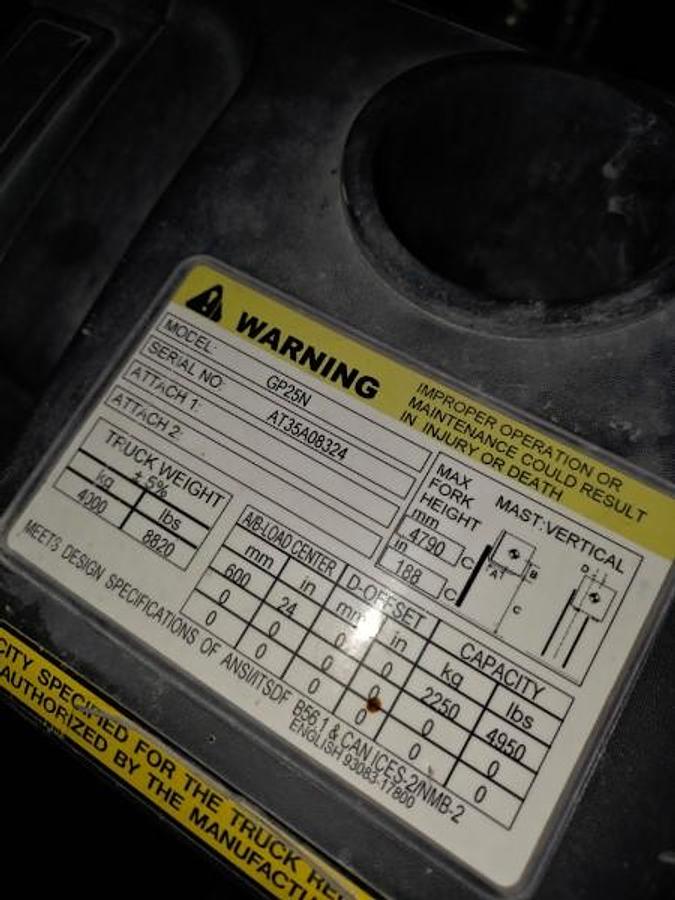 WARNING
IMPROPER OPERATION OR
MAINTENANCE COULD RESULT
IN INJURY OR DEATH
MODEL: GP25N
SERIAL NO: AT35A08324
ATTACH 1:
ATTACH 2:
TRUCK WEIGHT
± 5%
kg lbs
4000 8820
MAX
FORK
HEIGHT
mm
4790
in
188
MAST:VERTICAL
C
C
A
B
C
D
A/B-LOAD CENTER D-OFFSET CAPACITY
mm in mm in kg lbs
600 24 0 0 2250 4950
0 0 0 0 0 0
0 0 0 0 0 0
MEETS DESIGN SPECIFICATIONS OF ANSI/ITSDF B56.1 & CAN ICES-2/NMB-2
ENGLISH 93083-17800
CITY SPECIFIED FOR THE TRUCK RE
AUTHORIZED BY THE MANUFACTU